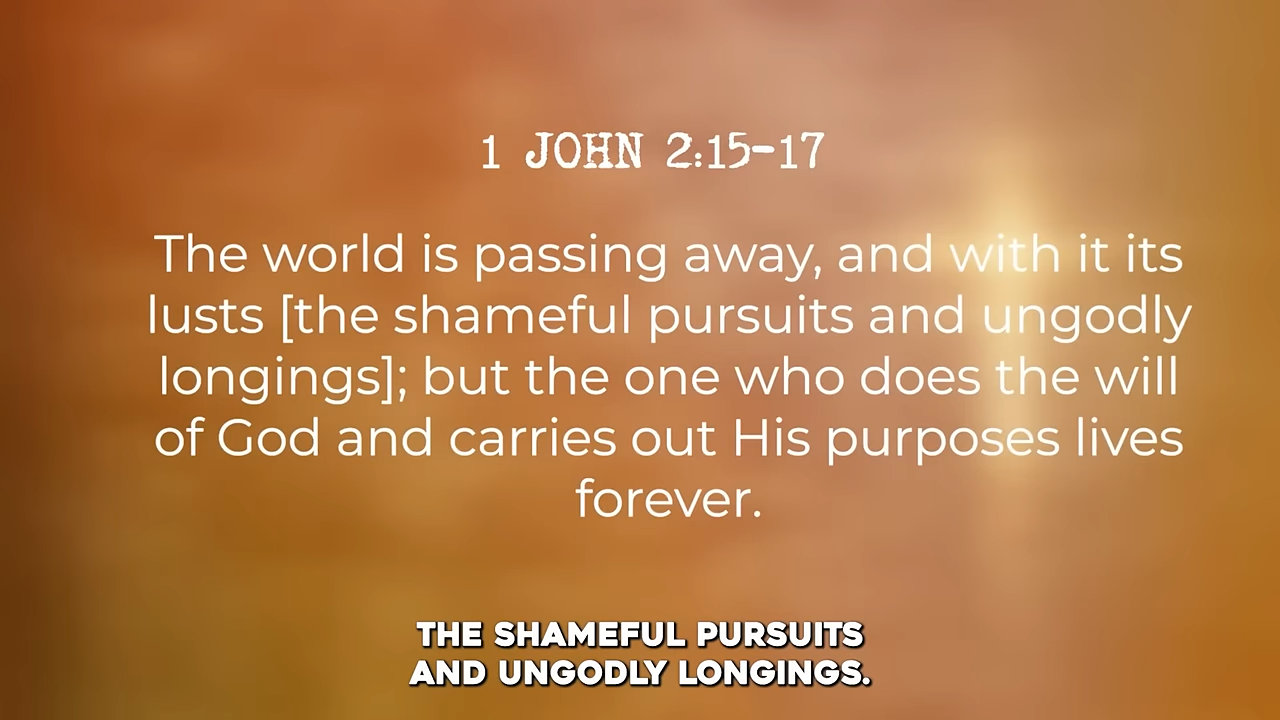 1 JOHN 2:15-17
The world is passing away, and with it its
lusts [the shameful pursuits and ungodly
longings]; but the one who does the will
of God and carries out His purposes lives
forever.
THE SHAMEFUL PURSUITS
AND UNGODLY LONGINGS.